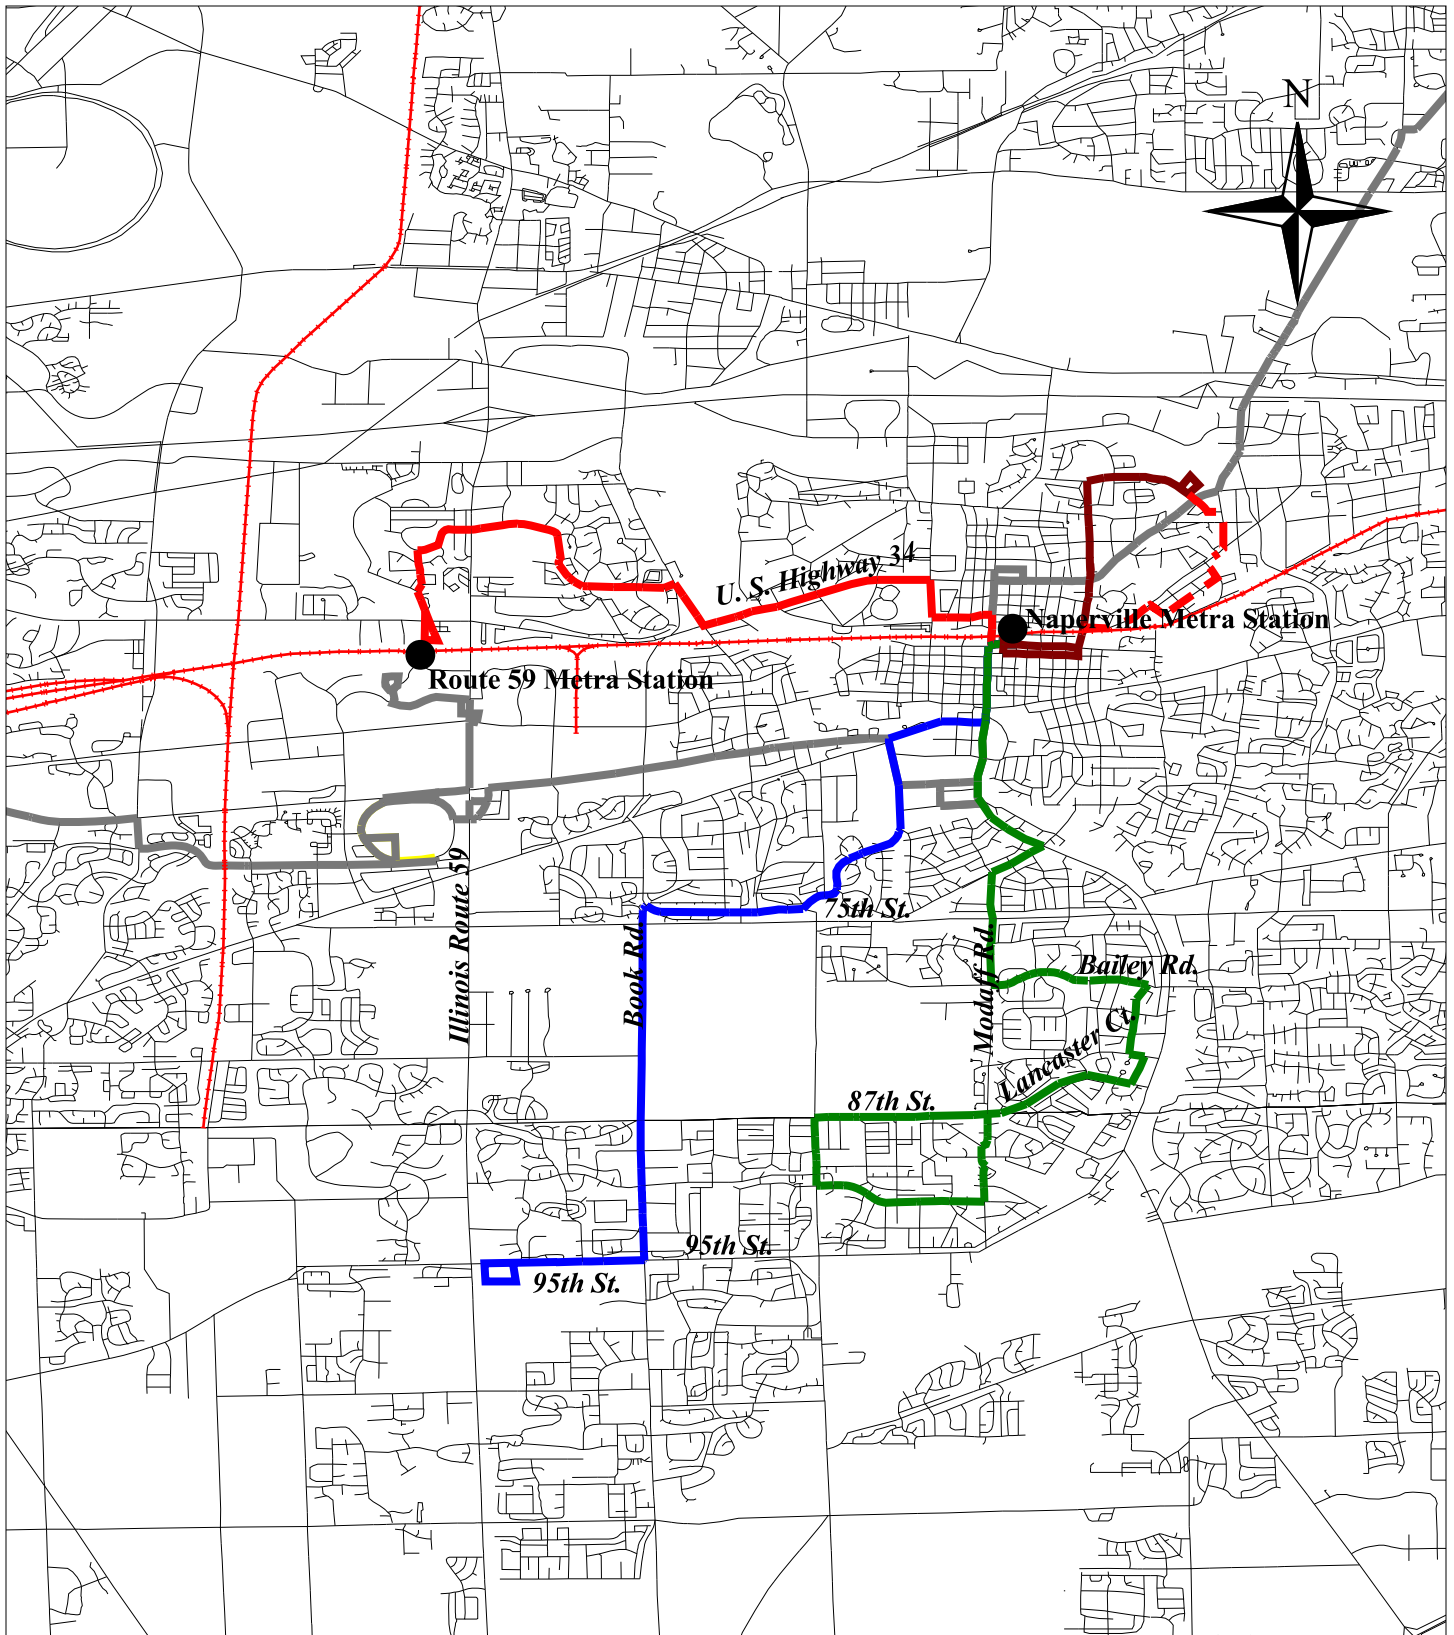 N
U. S. Highway 34
Naperville Metra Station
Route 59 Metra Station
Illinois Route 59
75th St.
Book Rd.
Modaff Rd.
Bailey Rd.
Lancaster Ct.
87th St.
95th St.
95th St.